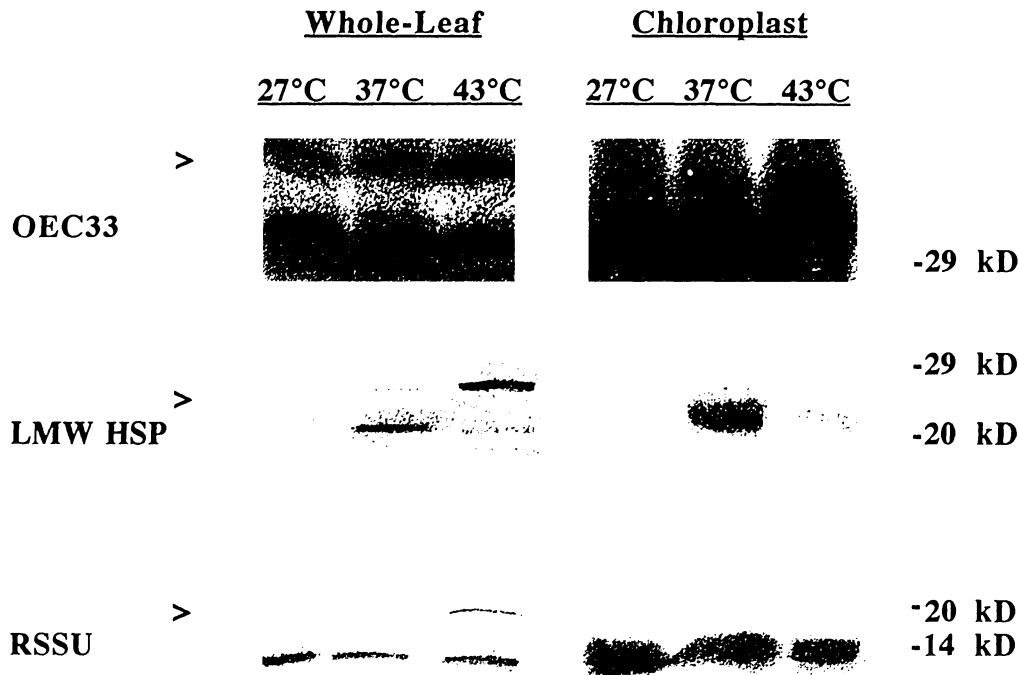 Whole-Leaf Chloroplast
27°C 37°C 43°C 27°C 37°C 43°C
>
OEC33
-29 kD
-29 kD
>
LMW HSP
-20 kD
>
-20 kD
RSSU
-14 kD